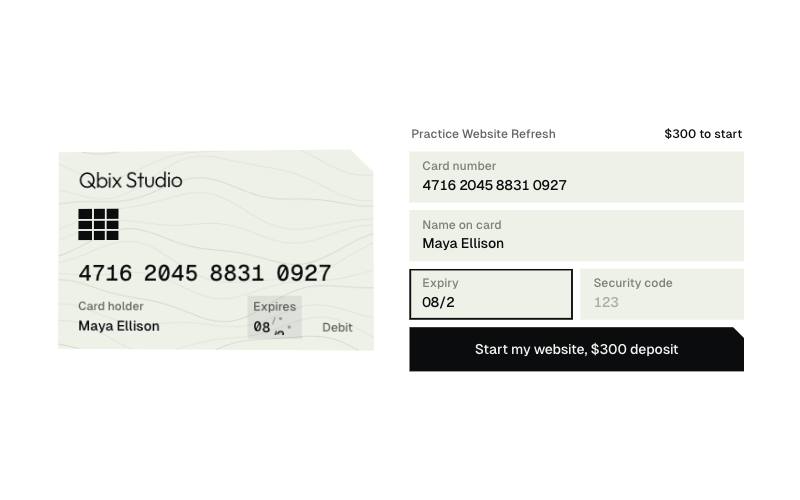 Practice Website Refresh
$300 to start
Qbix Studio
4716 2045 8831 0927
Card holder
Maya Ellison
Expires
08
Debit
Card number
4716 2045 8831 0927
Name on card
Maya Ellison
Expiry
08/2
Security code
123
Start my website, $300 deposit